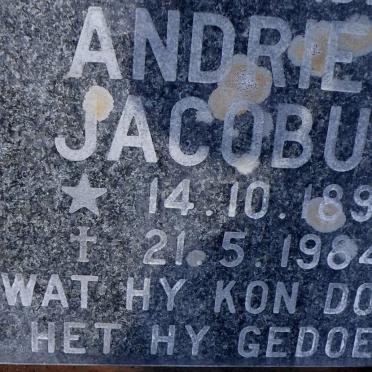 ANDRIE
JACOBU
★ 14.10.189
† 21.5.1984
WAT HY KON DO
HET HY GEDOE